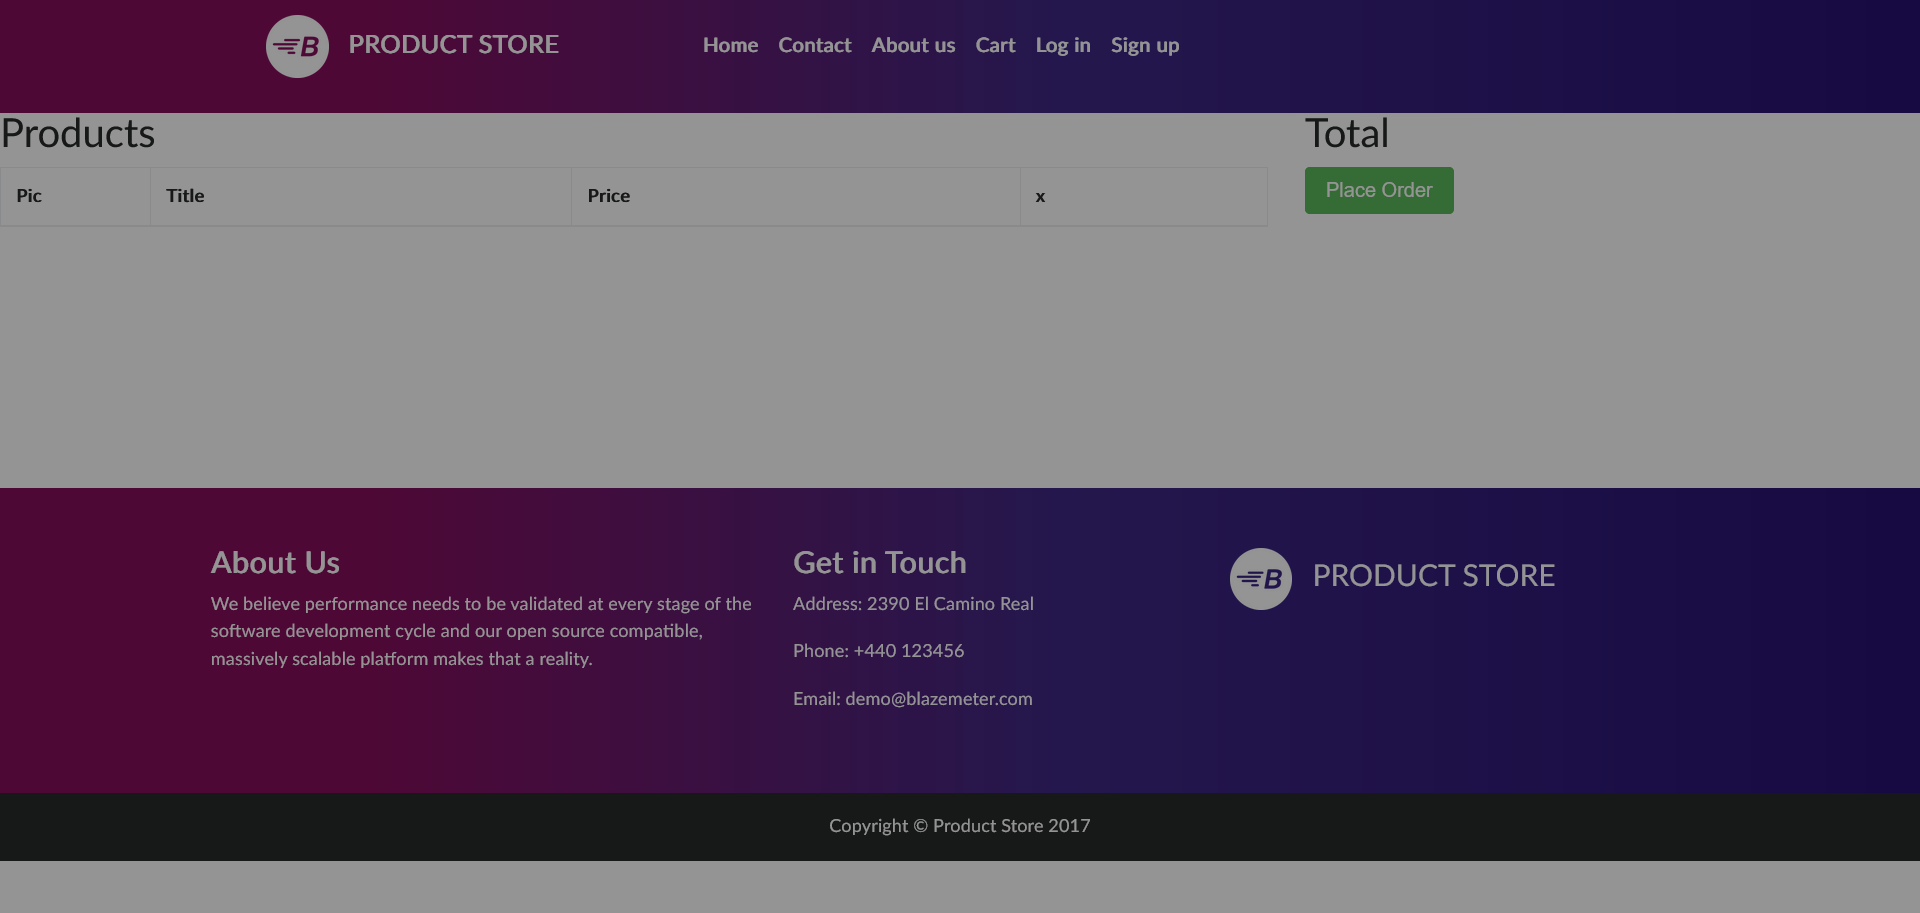 B PRODUCT STORE
Home Contact About us Cart Log in Sign up
Products
Total
Pic Title Price x
Place Order
About Us
We believe performance needs to be validated at every stage of the
software development cycle and our open source compatible,
massively scalable platform makes that a reality.
Get in Touch
Address: 2390 El Camino Real
Phone: +440 123456
Email: demo@blazemeter.com
B PRODUCT STORE
Copyright © Product Store 2017